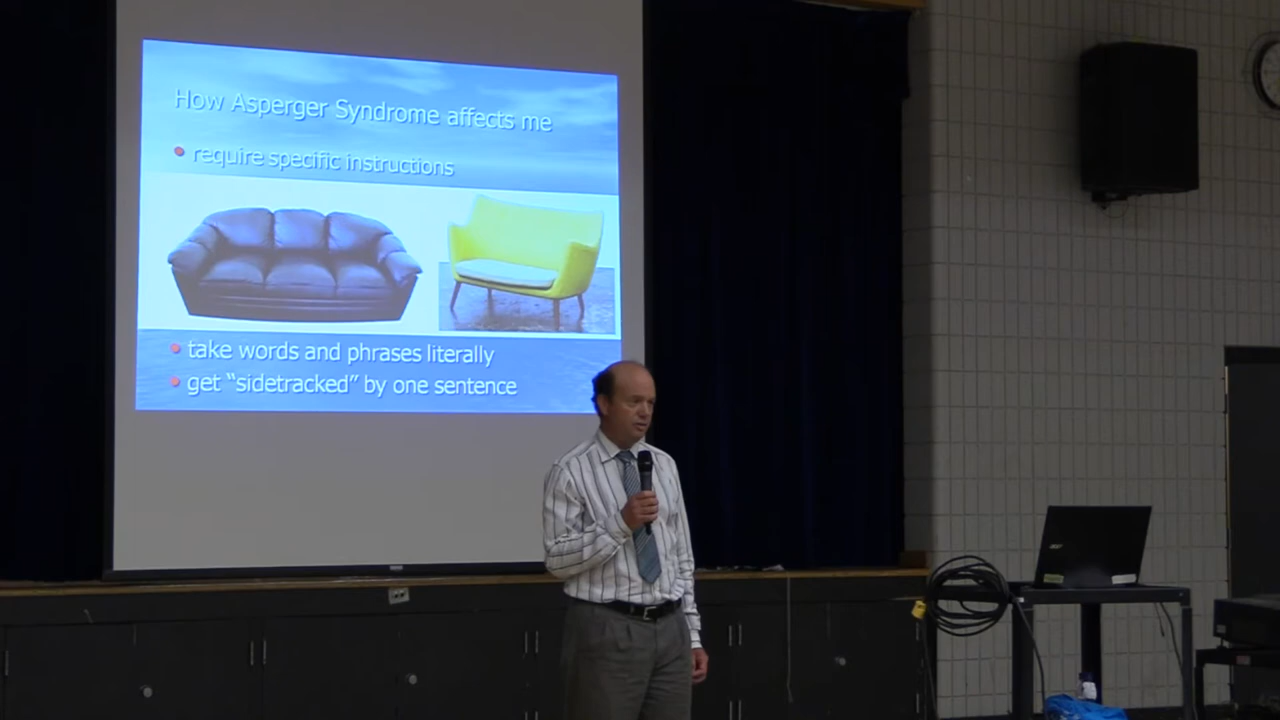 How Asperger Syndrome affects me
require specific instructions
take words and phrases literally
get “sidetracked” by one sentence